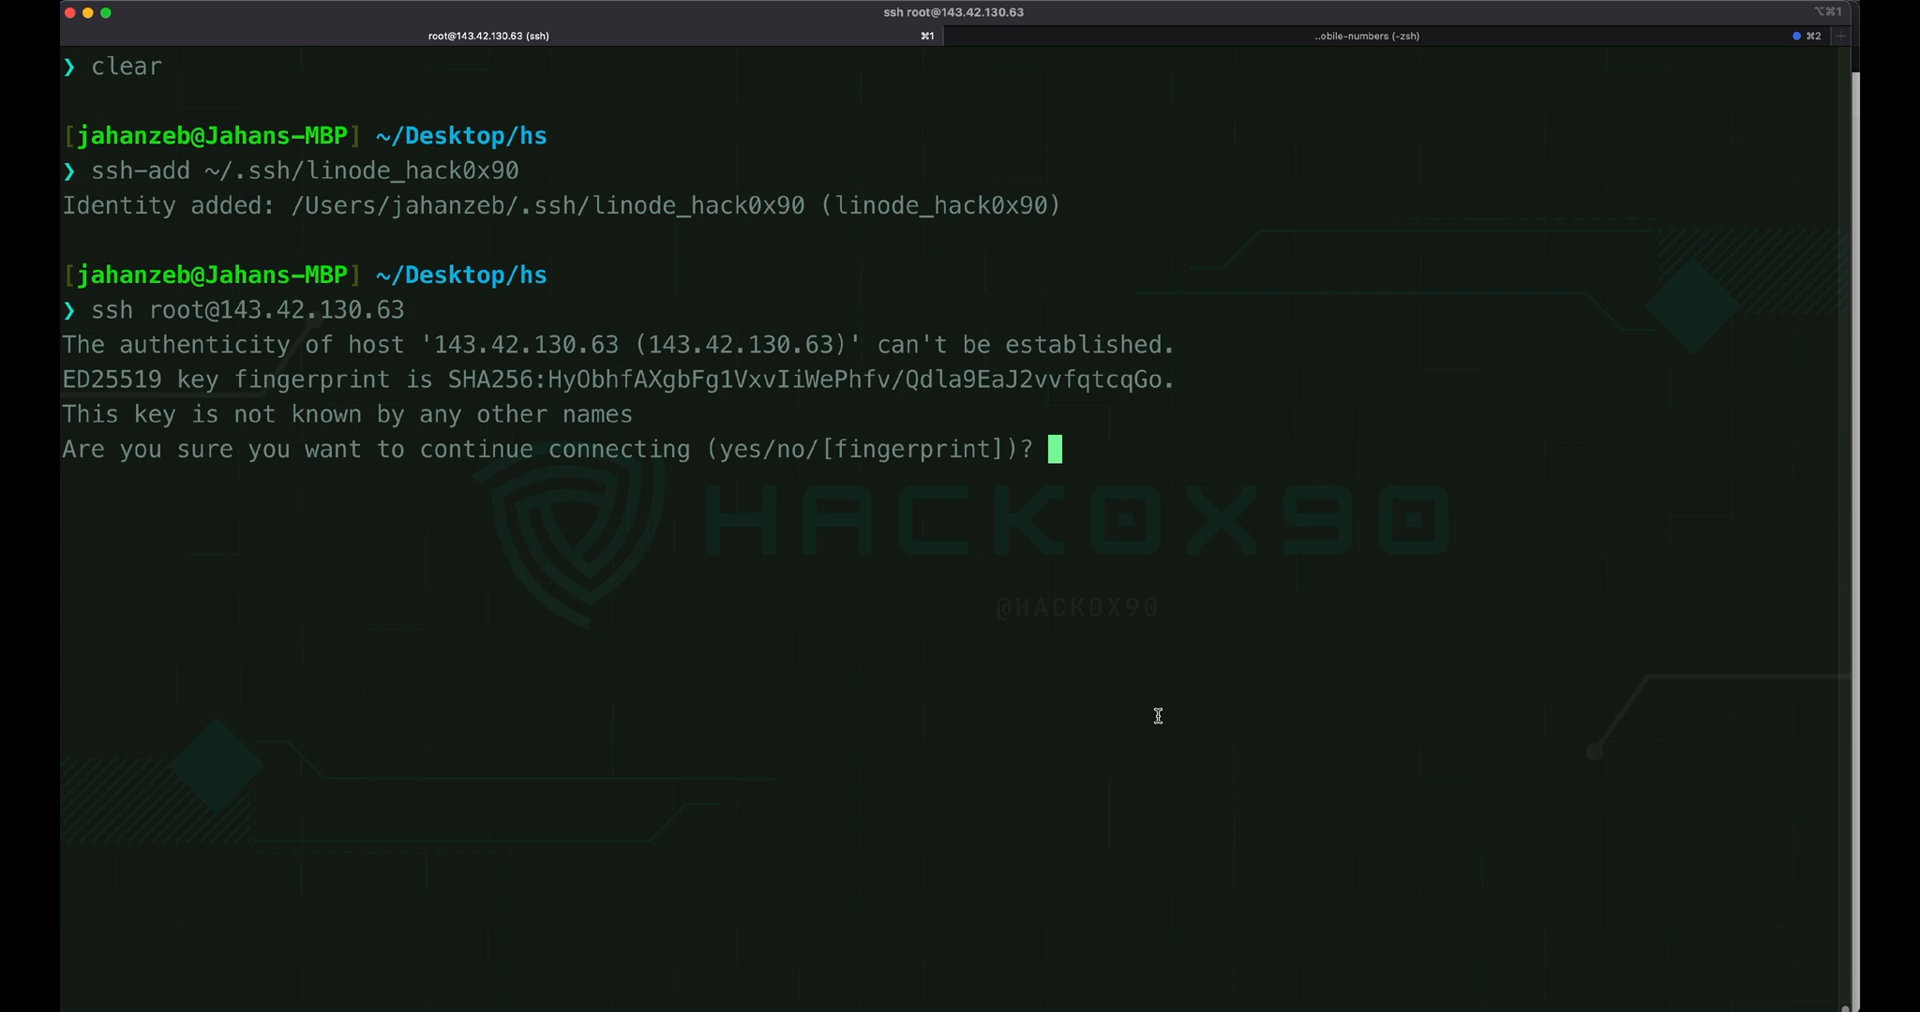 ssh root@143.42.130.63
⌥⌘1
root@143.42.130.63 (ssh)
⌘1
..obile-numbers (-zsh)
⌘2
+
❯ clear
[jahanzeb@Jahans-MBP] ~/Desktop/hs
❯ ssh-add ~/.ssh/linode_hack0x90
Identity added: /Users/jahanzeb/.ssh/linode_hack0x90 (linode_hack0x90)
[jahanzeb@Jahans-MBP] ~/Desktop/hs
❯ ssh root@143.42.130.63
The authenticity of host '143.42.130.63 (143.42.130.63)' can't be established.
ED25519 key fingerprint is SHA256:HyObhfAXgbFg1VxvIiWePhfv/Qdla9EaJ2vvfqtcqGo.
This key is not known by any other names
Are you sure you want to continue connecting (yes/no/[fingerprint])?
HACK0X90
@HACK0X90